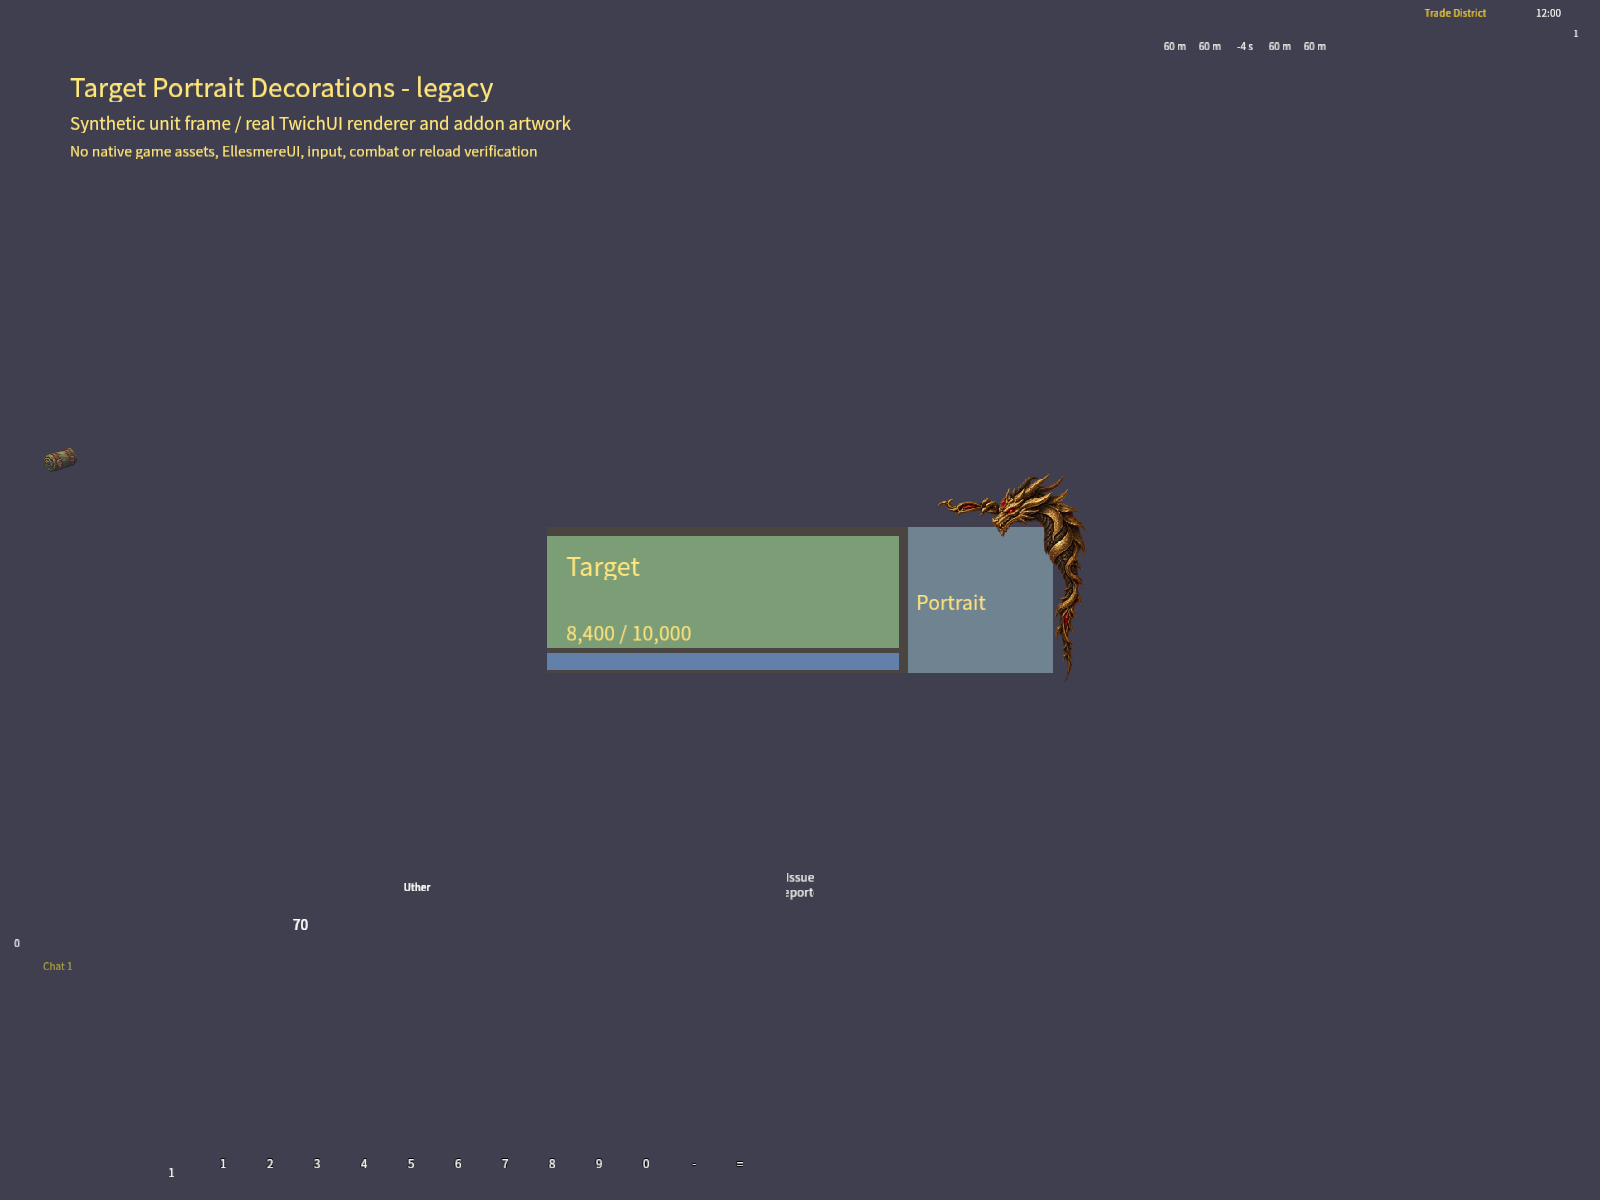 Trade District
12:00
1
60 m 60 m -4 s 60 m 60 m
Target Portrait Decorations - legacy
Synthetic unit frame / real TwichUI renderer and addon artwork
No native game assets, EllesmereUI, input, combat or reload verification
Target
Portrait
8,400 / 10,000
Issue
eport
Uther
70
0
Chat 1
1 2 3 4 5 6 7 8 9 0 - =
1